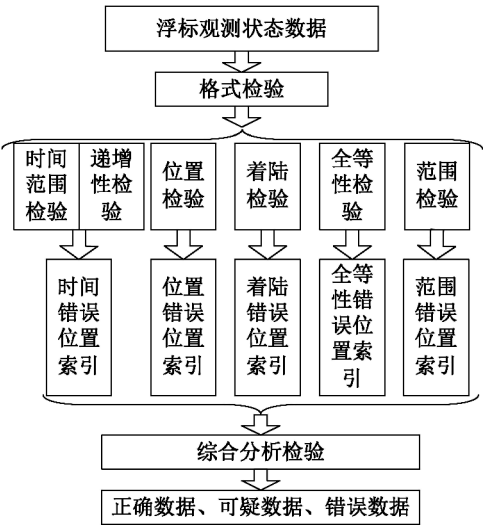 浮标观测状态数据
格式检验
时间
范围
检验
递增
性检
验
位置
检验
着陆
检验
全等
性检
验
范围
检验
时间
错误
位置
索引
位置
错误
位置
索引
着陆
错误
位置
索引
全等
性错
误位
置索
引
范围
错误
位置
索引
综合分析检验
正确数据、可疑数据、错误数据